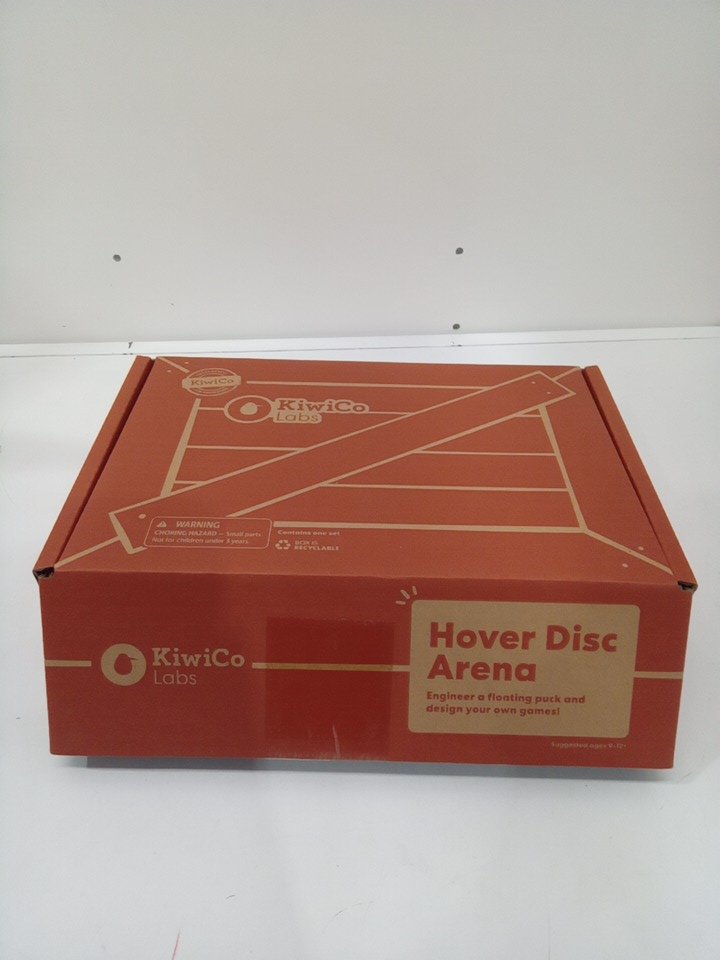 KiwiCo
KiwiCo
Labs
WARNING
CHOKING HAZARD — Small parts
Not for children under 3 years.
Contains one set
BOX IS
RECYCLABLE
KiwiCo
Labs
Hover Disc
Arena
Engineer a floating puck and
design your own games!
Suggested ages 9-12+